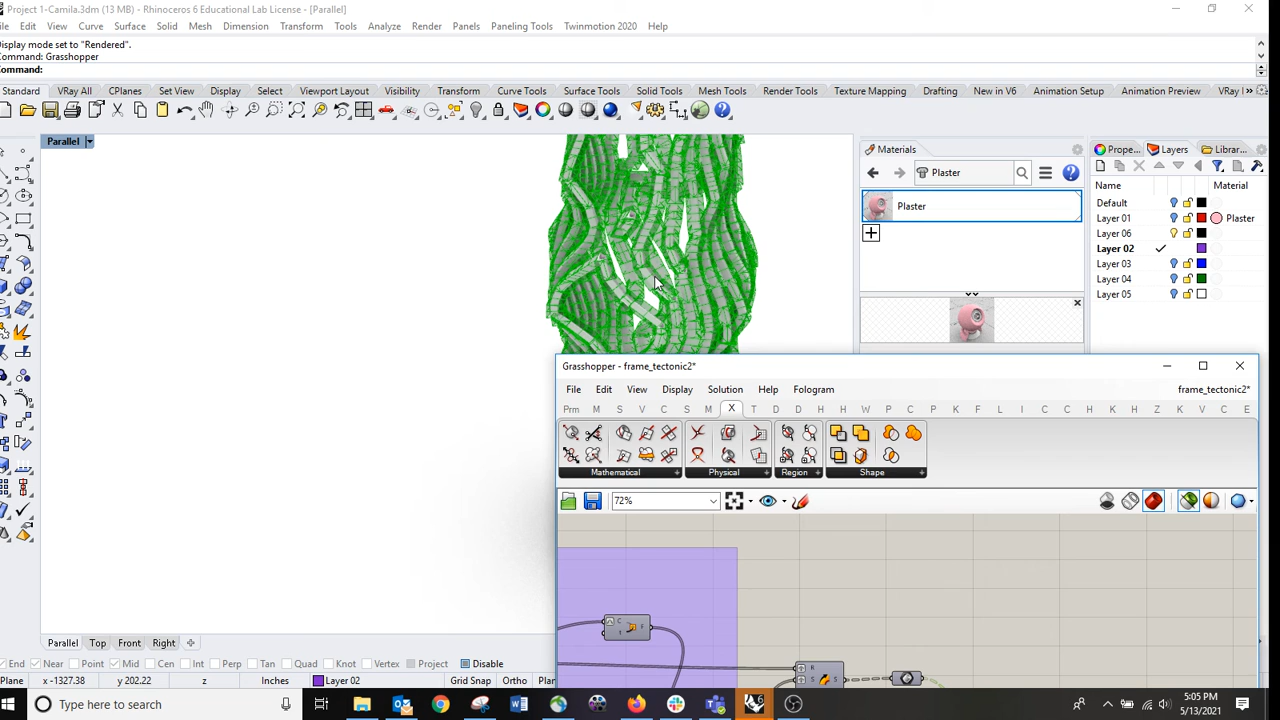 Project 1-Camila.3dm (13 MB) - Rhinoceros 6 Educational Lab License - [Parallel]
File Edit View Curve Surface Solid Mesh Dimension Transform Tools Analyze Render Panels Paneling Tools Twinmotion 2020 Help
Display mode set to "Rendered".
Command: Grasshopper
Command:
Standard VRay All CPlanes Set View Display Select Viewport Layout Visibility Transform Curve Tools Surface Tools Solid Tools Mesh Tools Render Tools Texture Mapping Drafting New in V6 Animation Setup Animation Preview VRay l »
Parallel
Materials
Prope... Layers Librar...
Plaster
Name Material
Plaster
Default
Layer 01 Plaster
Layer 06
Layer 02
Layer 03
Layer 04
Layer 05
Grasshopper - frame_tectonic2*
File Edit View Display Solution Help Fologram frame_tectonic2*
Prm M S V C S M X T D D H H W P C P K F L I C C H Z K V C E
Mathematical + Physical + Region + Shape +
72%
C T F
R S S
Parallel Top Front Right
End Near Point Mid Cen Int Perp Tan Quad Knot Vertex Project Disable
x -1327.38 y 202.22 z Inches Layer 02 Grid Snap Ortho Plan
Type here to search
5:05 PM
5/13/2021